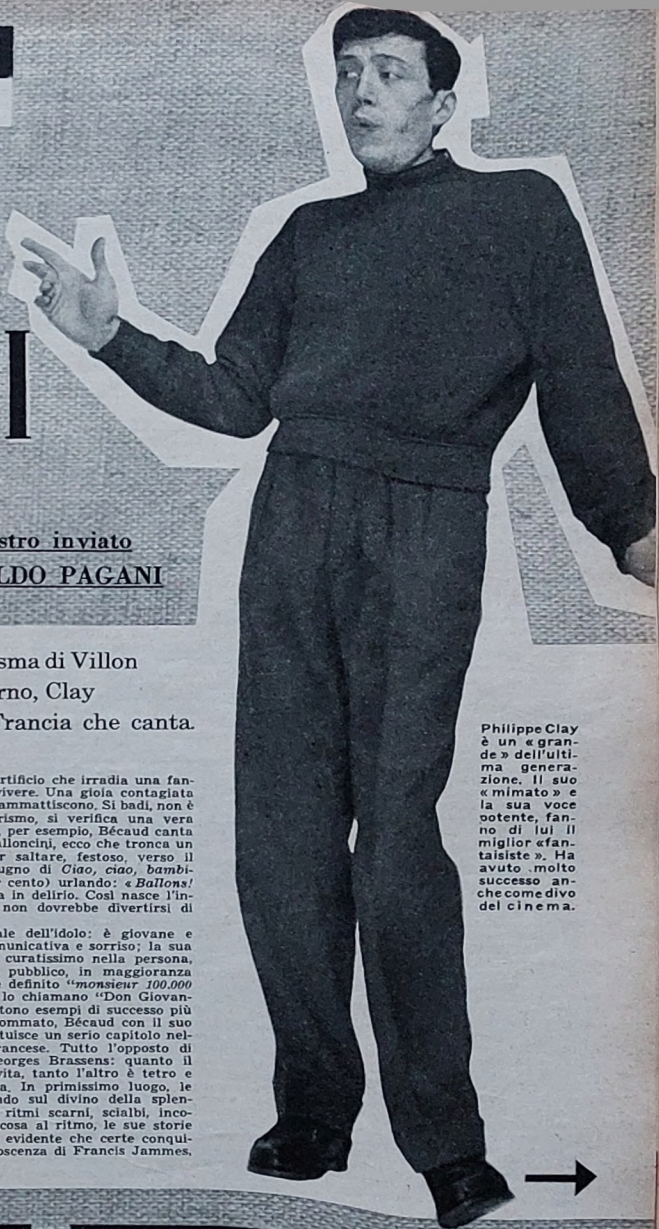 stro inviato
LDO PAGANI
sma di Villon
rno, Clay
Francia che canta.
rtificio che irradia una fan-
vivere. Una gioia contagiata
ammattiscono. Si badi, non è
rismo, si verifica una vera
, per esempio, Bécaud canta
alloncini, ecco che tronca un
r saltare, festoso, verso il
ugno di Ciao, ciao, bambi-
r cento) urlando: «Ballons!
a in delirio. Così nasce l'in-
non dovrebbe divertirsi di
ale dell'idolo: è giovane e
municativa e sorriso; la sua
curatissimo nella persona,
pubblico, in maggioranza
definito "monsieur 100.000
lo chiamano "Don Giovan-
tono esempi di successo più
ommato, Bécaud con il suo
tuisce un serio capitolo nel-
rancese. Tutto l'opposto di
eorges Brassens: quanto il
vita, tanto l'altro è tetro e
a. In primissimo luogo, le
ndo sul divino della splen-
ritmi scarni, scialbi, inco-
cosa al ritmo, le sue storie
evidente che certe conqui-
oscenza di Francis Jammes,
Philippe Clay
è un «gran-
de» dell'ulti-
ma genera-
zione. Il suo
«mimato» e
la sua voce
potente, fan-
no di lui il
miglior «fan-
taisiste». Ha
avuto molto
successo an-
che come divo
del cinema.